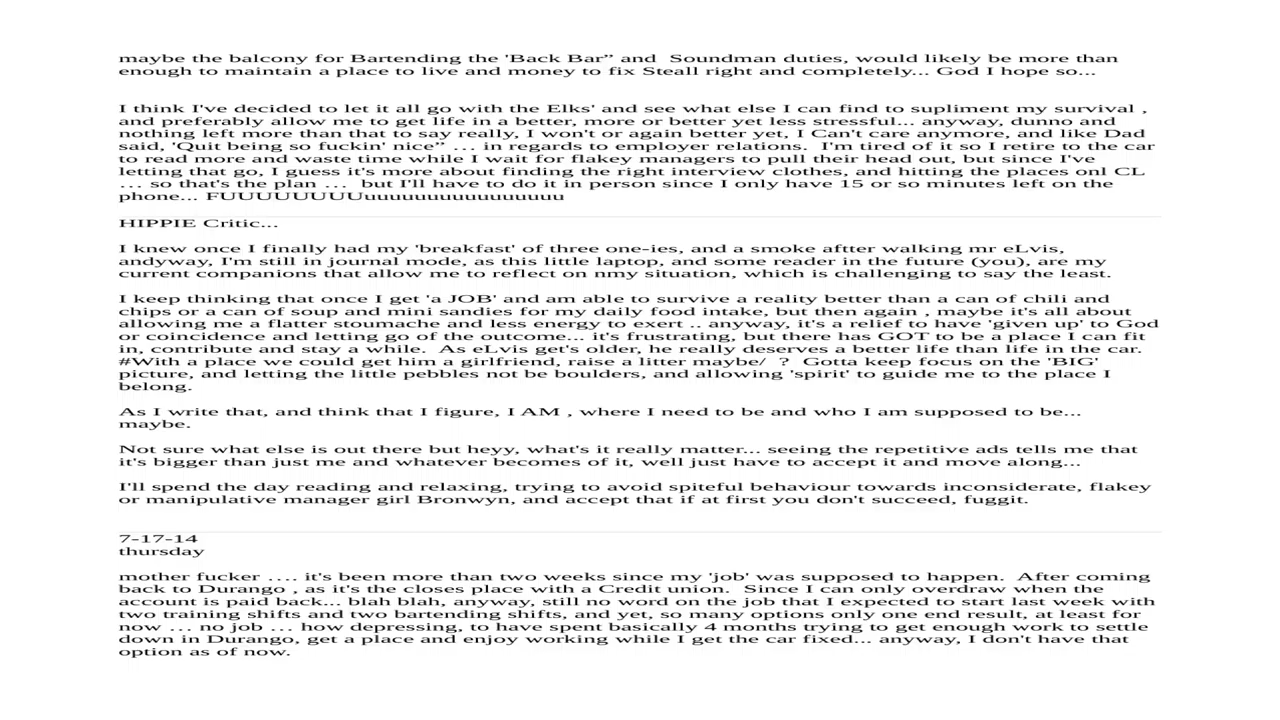 maybe the balcony for Bartending the 'Back Bar” and  Soundman duties, would likely be more than
enough to maintain a place to live and money to fix Steall right and completely... God I hope so...
I think I've decided to let it all go with the Elks' and see what else I can find to supliment my survival ,
and preferably allow me to get life in a better, more or better yet less stressful... anyway, dunno and
nothing left more than that to say really, I won't or again better yet, I Can't care anymore, and like Dad
said, 'Quit being so fuckin' nice” ... in regards to employer relations.  I'm tired of it so I retire to the car
to read more and waste time while I wait for flakey managers to pull their head out, but since I've
letting that go, I guess it's more about finding the right interview clothes, and hitting the places onl CL
... so that's the plan ...  but I'll have to do it in person since I only have 15 or so minutes left on the
phone... FUUUUUUUUuuuuuuuuuuuuuuuuu
HIPPIE Critic...
I knew once I finally had my 'breakfast' of three one-ies, and a smoke aftter walking mr eLvis,
andyway, I'm still in journal mode, as this little laptop, and some reader in the future (you), are my
current companions that allow me to reflect on nmy situation, which is challenging to say the least.
I keep thinking that once I get 'a JOB' and am able to survive a reality better than a can of chili and
chips or a can of soup and mini sandies for my daily food intake, but then again , maybe it's all about
allowing me a flatter stoumache and less energy to exert .. anyway, it's a relief to have 'given up' to God
or coincidence and letting go of the outcome... it's frustrating, but there has GOT to be a place I can fit
in, contribute and stay a while.  As eLvis get's older, he really deserves a better life than life in the car.
#With a place we could get him a girlfriend, raise a litter maybe/  ?  Gotta keep focus on the 'BIG'
picture, and letting the little pebbles not be boulders, and allowing 'spirit' to guide me to the place I
belong.
As I write that, and think that I figure, I AM , where I need to be and who I am supposed to be...
maybe.
Not sure what else is out there but heyy, what's it really matter... seeing the repetitive ads tells me that
it's bigger than just me and whatever becomes of it, well just have to accept it and move along...
I'll spend the day reading and relaxing, trying to avoid spiteful behaviour towards inconsiderate, flakey
or manipulative manager girl Bronwyn, and accept that if at first you don't succeed, fuggit.
7-17-14
thursday
mother fucker .... it's been more than two weeks since my 'job' was supposed to happen.  After coming
back to Durango , as it's the closes place with a Credit union.  Since I can only overdraw when the
account is paid back... blah blah, anyway, still no word on the job that I expected to start last week with
two training shifts and two bartending shifts, and yet, so many options only one end result, at least for
now ... no job ... how depressing, to have spent basically 4 months trying to get enough work to settle
down in Durango, get a place and enjoy working while I get the car fixed... anyway, I don't have that
option as of now.